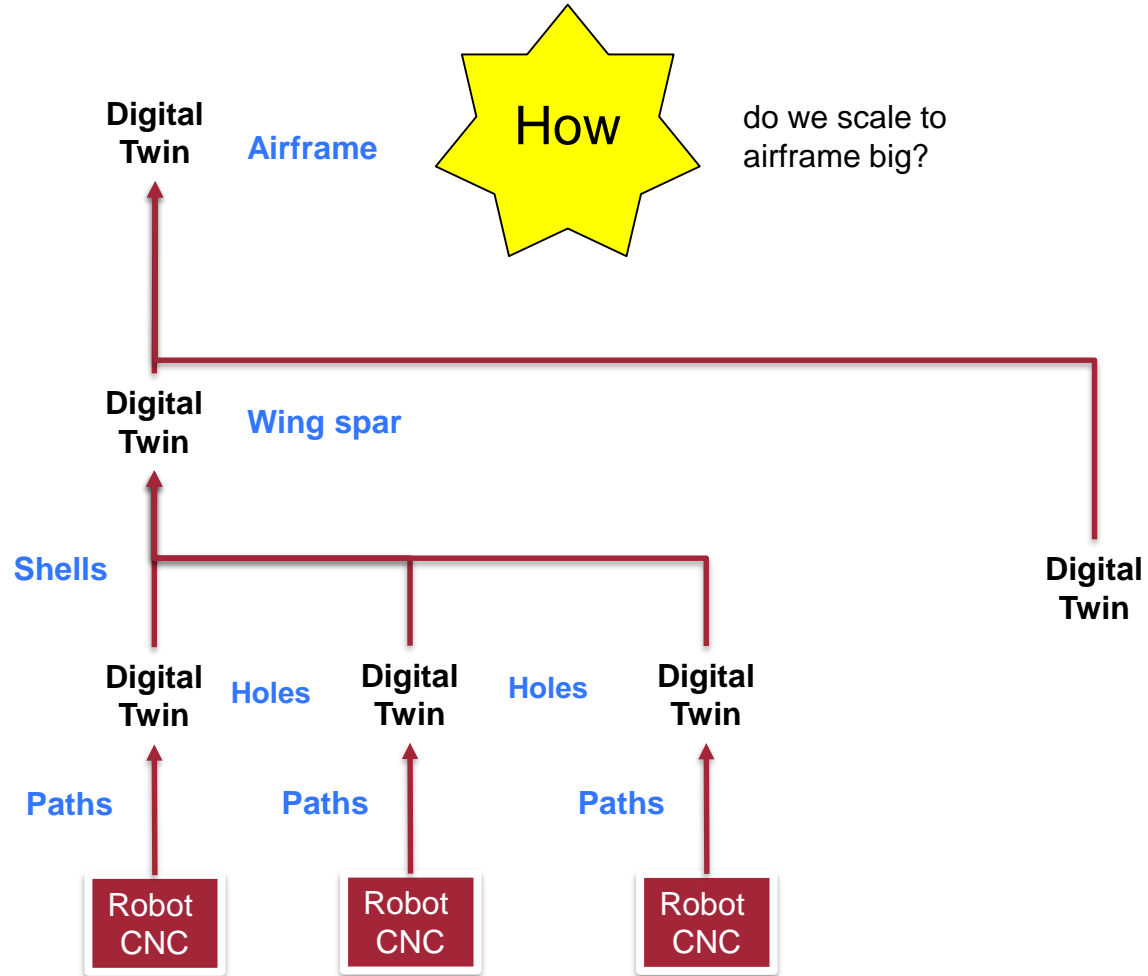 Digital
Twin
Airframe
How
do we scale to
airframe big?
Digital
Twin
Wing spar
Shells
Digital
Twin
Digital
Twin
Holes
Digital
Twin
Holes
Digital
Twin
Paths
Paths
Paths
Robot
CNC
Robot
CNC
Robot
CNC